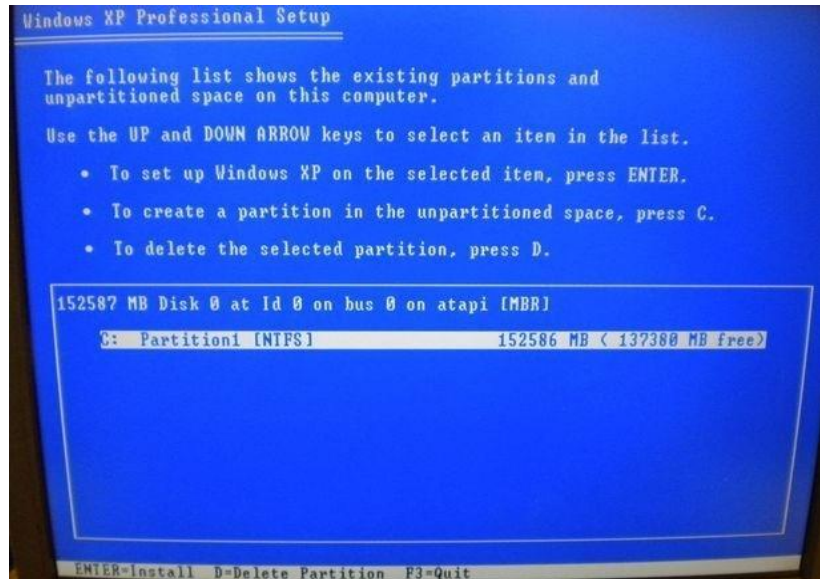 Windows XP Professional Setup
The following list shows the existing partitions and
unpartitioned space on this computer.
Use the UP and DOWN ARROW keys to select an item in the list.
• To set up Windows XP on the selected item, press ENTER.
• To create a partition in the unpartitioned space, press C.
• To delete the selected partition, press D.
152587 MB Disk 0 at Id 0 on bus 0 on atapi [MBR]
C: Partition1 [NTFS] 152586 MB ( 137380 MB free)
ENTER=Install D=Delete Partition F3=Quit